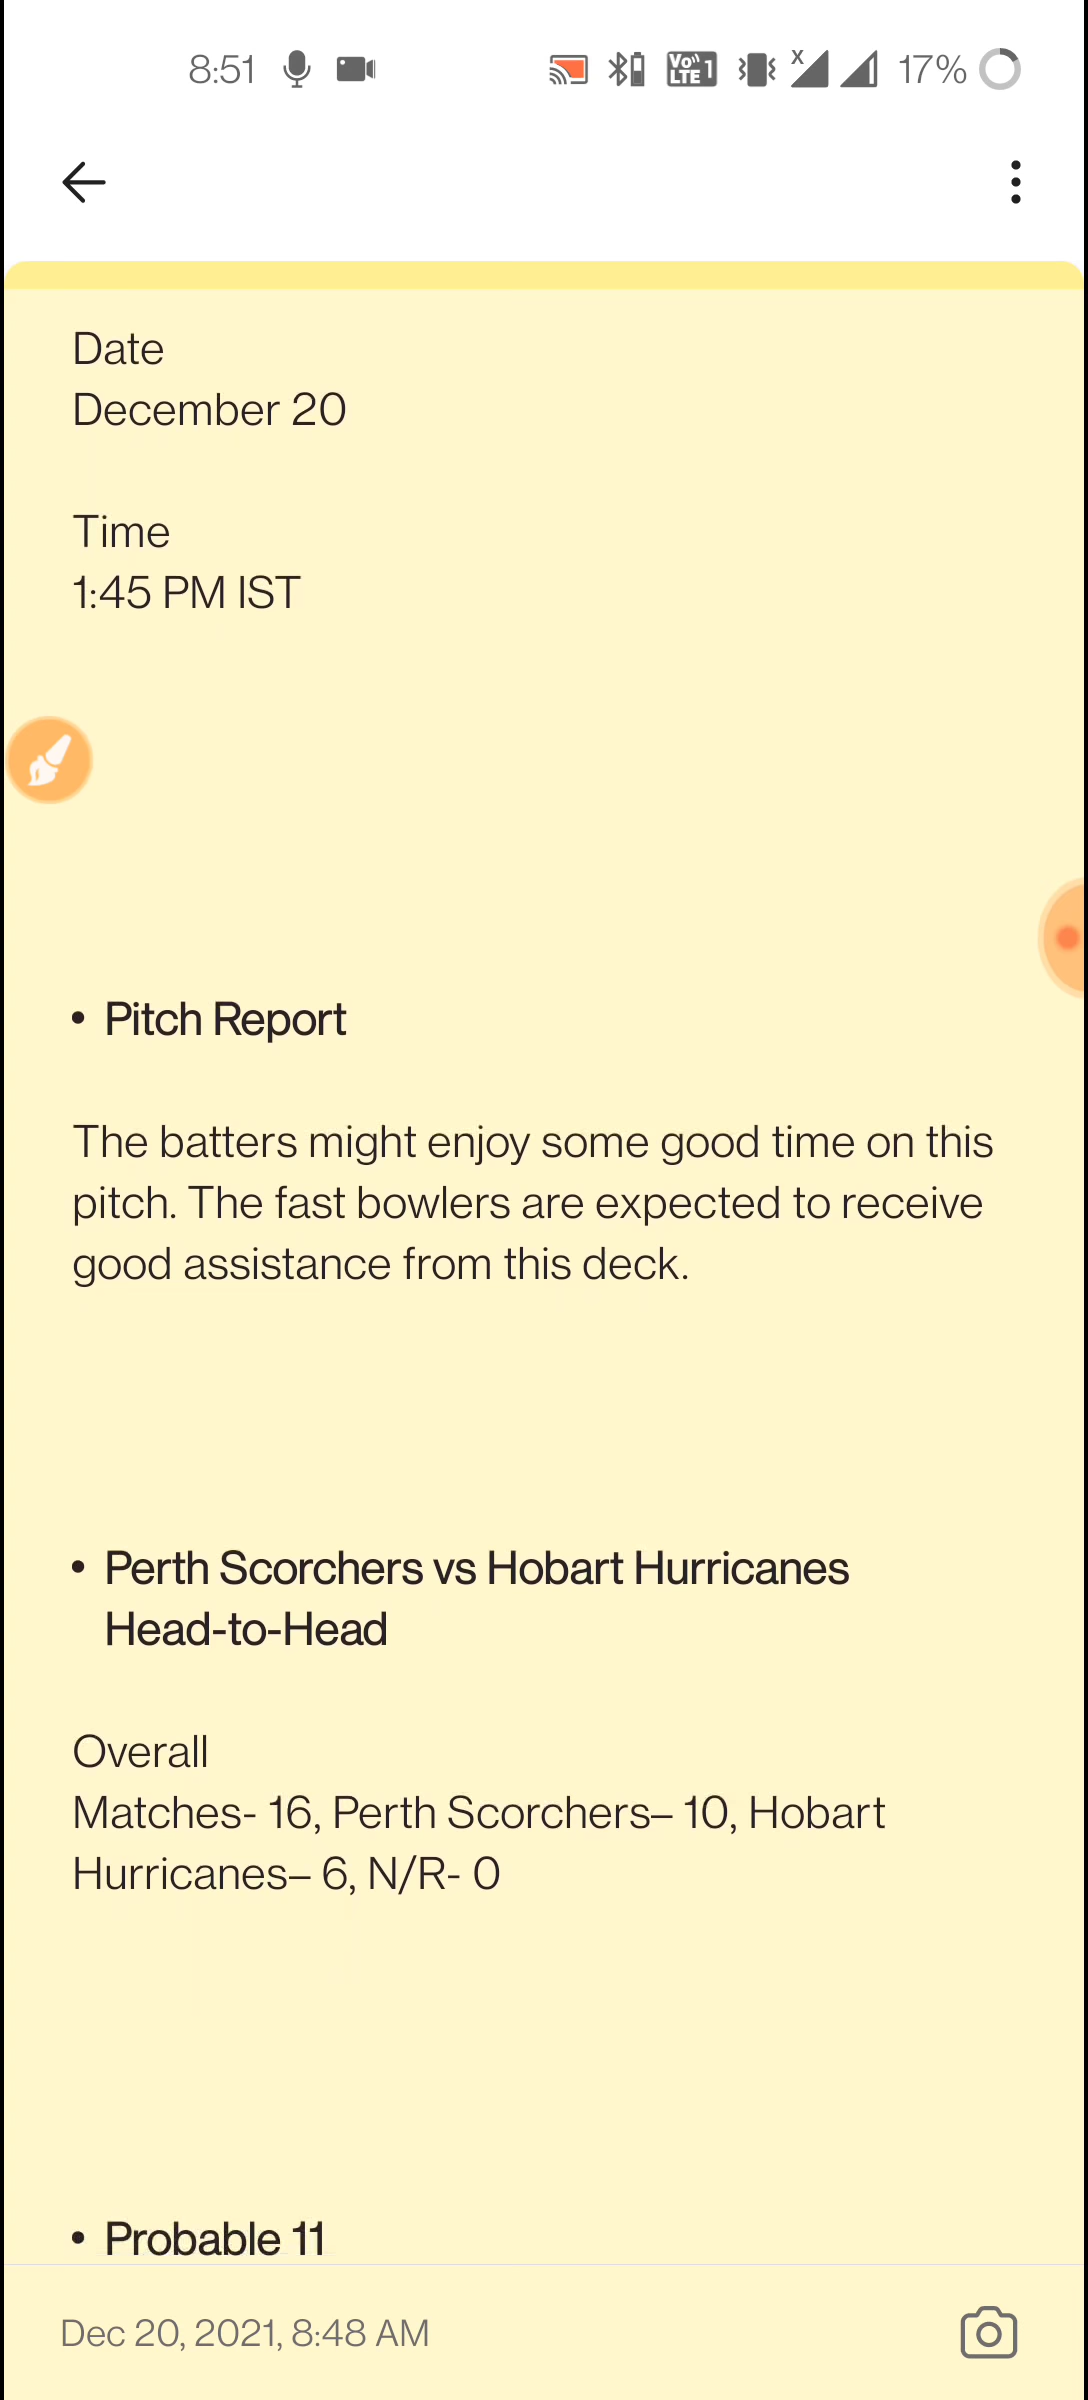 8:51 Vo)) LTE 1 x 17%
Date
December 20
Time
1:45 PM IST
• Pitch Report
The batters might enjoy some good time on this
pitch. The fast bowlers are expected to receive
good assistance from this deck.
• Perth Scorchers vs Hobart Hurricanes
Head-to-Head
Overall
Matches- 16, Perth Scorchers– 10, Hobart
Hurricanes– 6, N/R- 0
• Probable 11
Dec 20, 2021, 8:48 AM